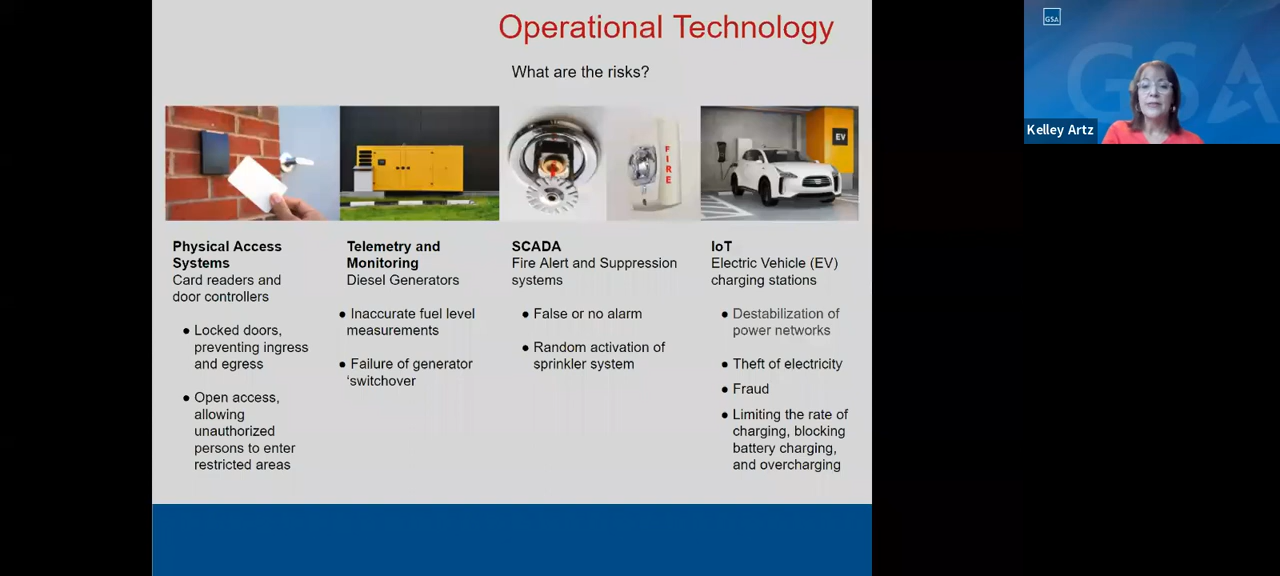 Operational Technology
What are the risks?
GSA
GSA
Kelley Artz
EV
FIRE
Physical Access
Systems
Card readers and
door controllers
● Locked doors,
preventing ingress
and egress
● Open access,
allowing
unauthorized
persons to enter
restricted areas
Telemetry and
Monitoring
Diesel Generators
● Inaccurate fuel level
measurements
● Failure of generator
‘switchover
SCADA
Fire Alert and Suppression
systems
● False or no alarm
● Random activation of
sprinkler system
IoT
Electric Vehicle (EV)
charging stations
● Destabilization of
power networks
● Theft of electricity
● Fraud
● Limiting the rate of
charging, blocking
battery charging,
and overcharging